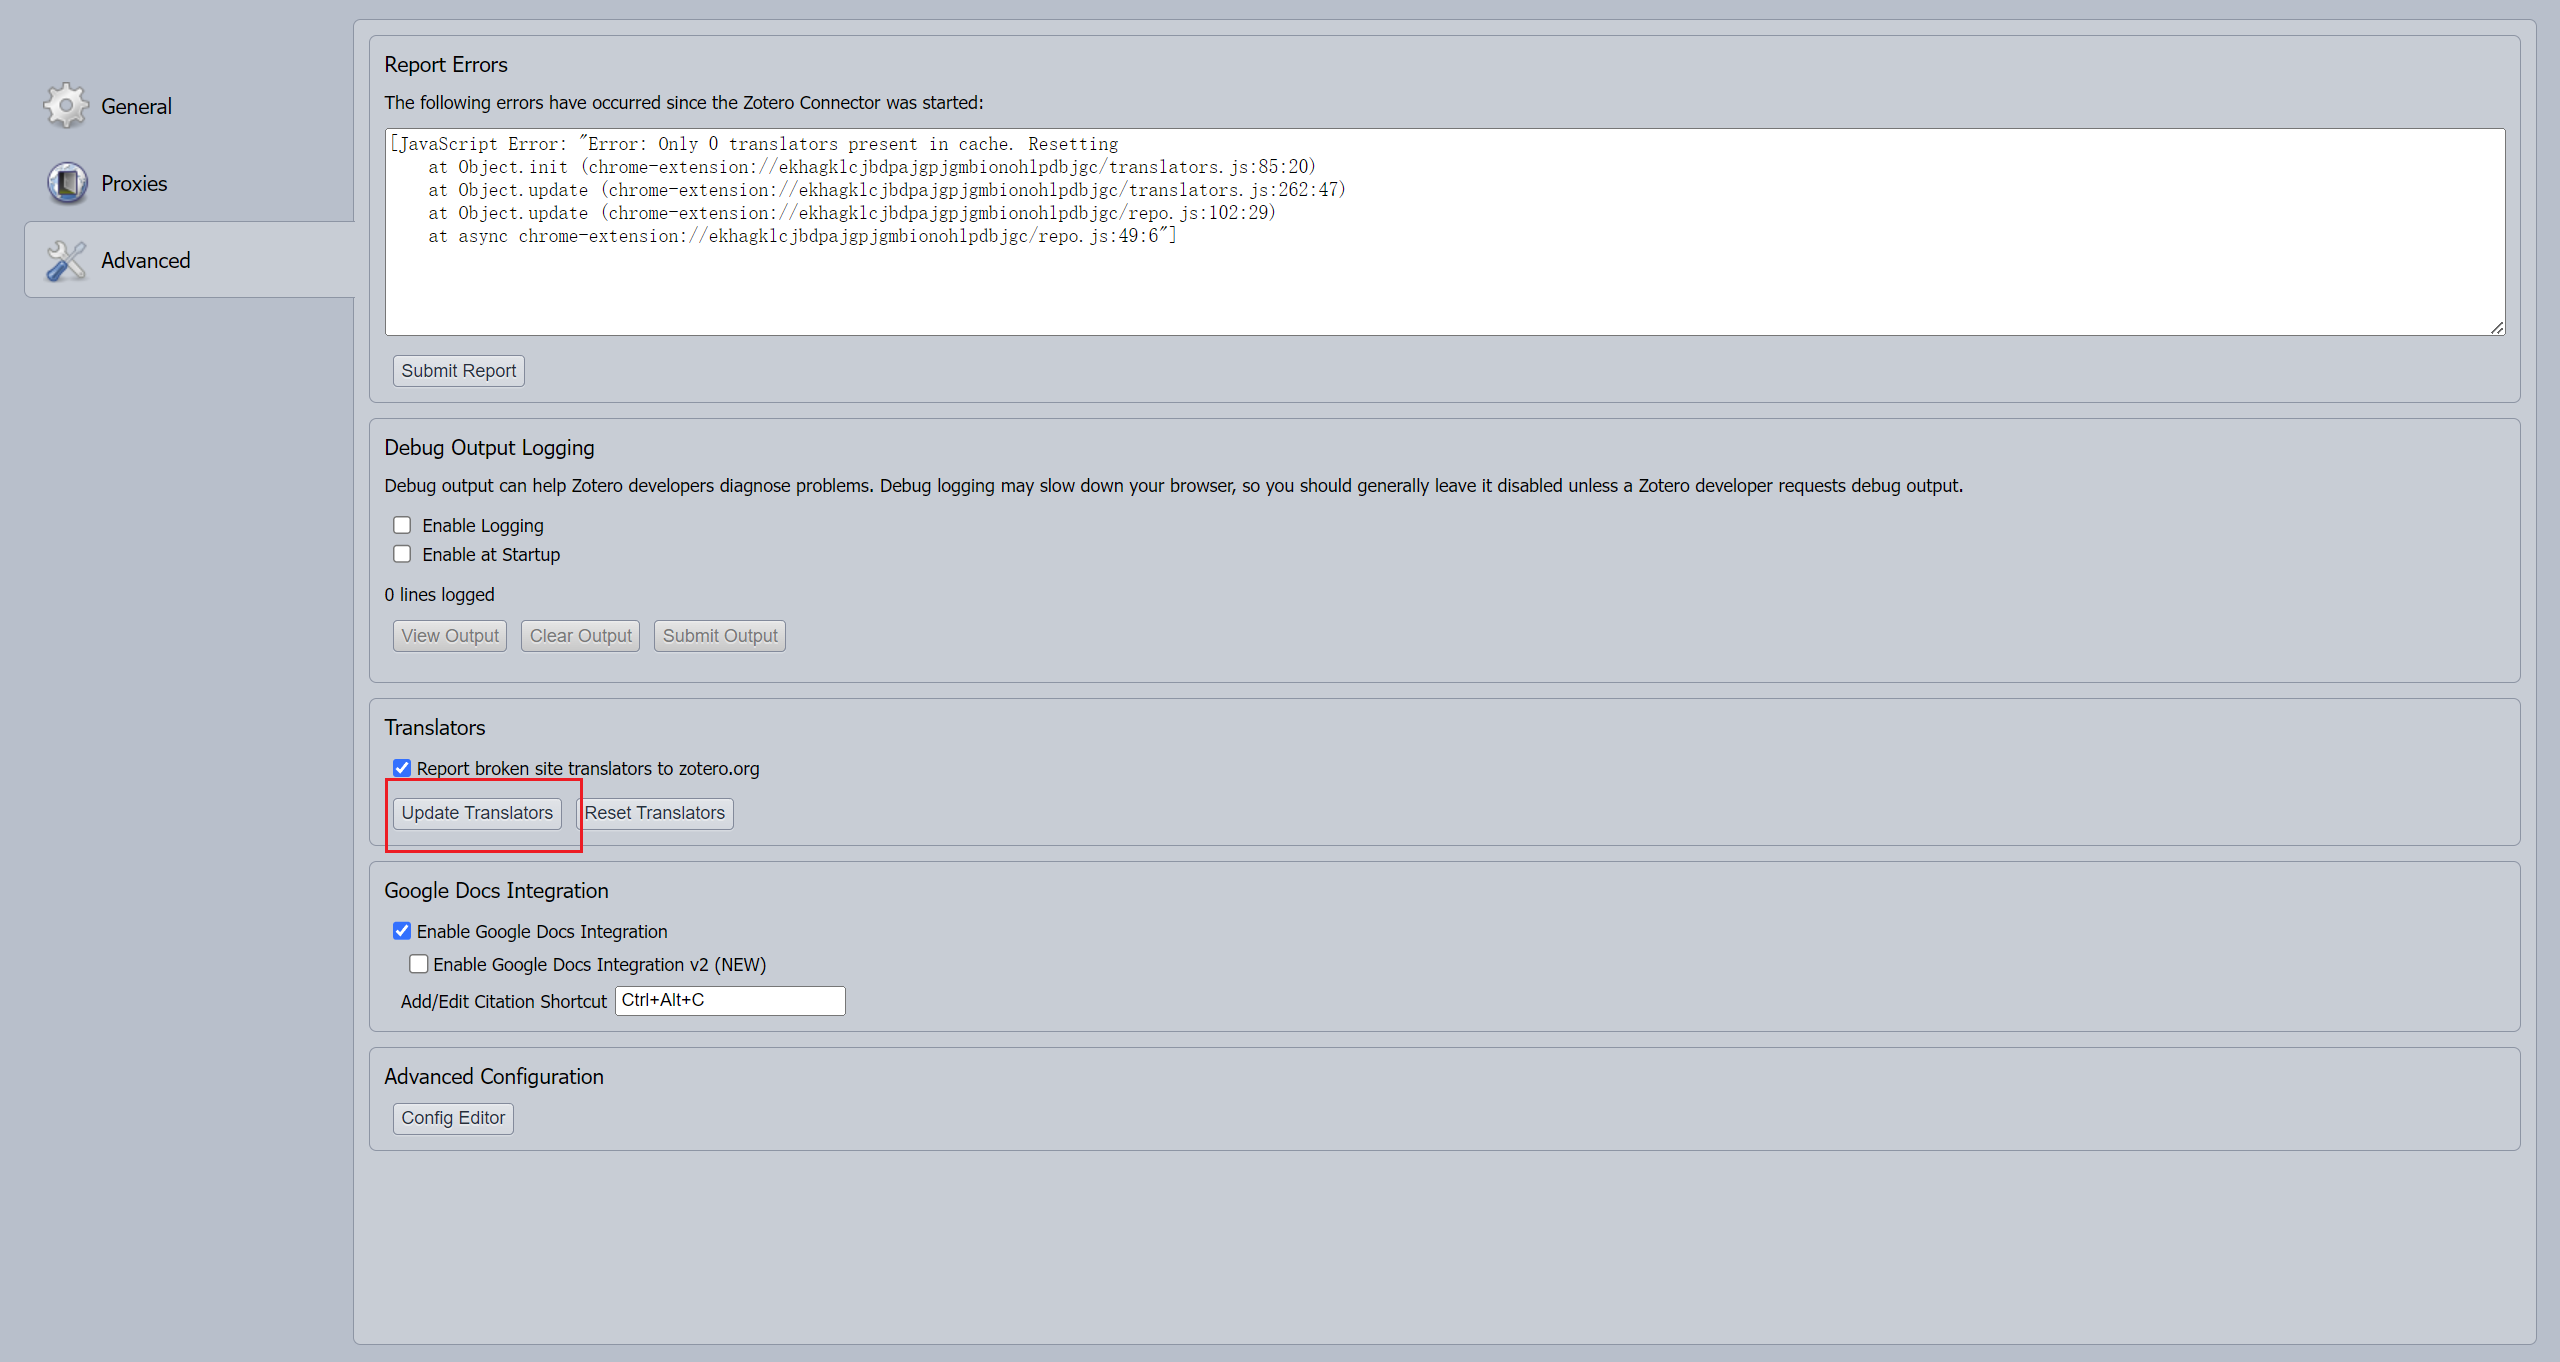 General
Proxies
Advanced
Report Errors
The following errors have occurred since the Zotero Connector was started:
[JavaScript Error: "Error: Only 0 translators present in cache. Resetting
at Object.init (chrome-extension://ekhagklcjbdpajgpjgmbionohlpdbjgc/translators.js:85:20)
at Object.update (chrome-extension://ekhagklcjbdpajgpjgmbionohlpdbjgc/translators.js:262:47)
at Object.update (chrome-extension://ekhagklcjbdpajgpjgmbionohlpdbjgc/repo.js:102:29)
at async chrome-extension://ekhagklcjbdpajgpjgmbionohlpdbjgc/repo.js:49:6"]
Submit Report
Debug Output Logging
Debug output can help Zotero developers diagnose problems. Debug logging may slow down your browser, so you should generally leave it disabled unless a Zotero developer requests debug output.
Enable Logging
Enable at Startup
0 lines logged
View Output Clear Output Submit Output
Translators
Report broken site translators to zotero.org
Update Translators Reset Translators
Google Docs Integration
Enable Google Docs Integration
Enable Google Docs Integration v2 (NEW)
Add/Edit Citation Shortcut Ctrl+Alt+C
Advanced Configuration
Config Editor